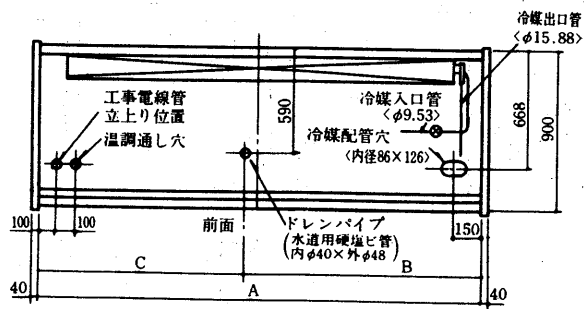 冷媒出口管
<φ15.88>
工事電線管
立上り位置
温調通し穴
590
冷媒入口管
<φ9.53>
冷媒配管穴
<内径86×126>
668
900
100
100
前面
ドレンパイプ
(水道用硬塩ビ管
内φ40×外φ48)
150
C
B
40
A
40